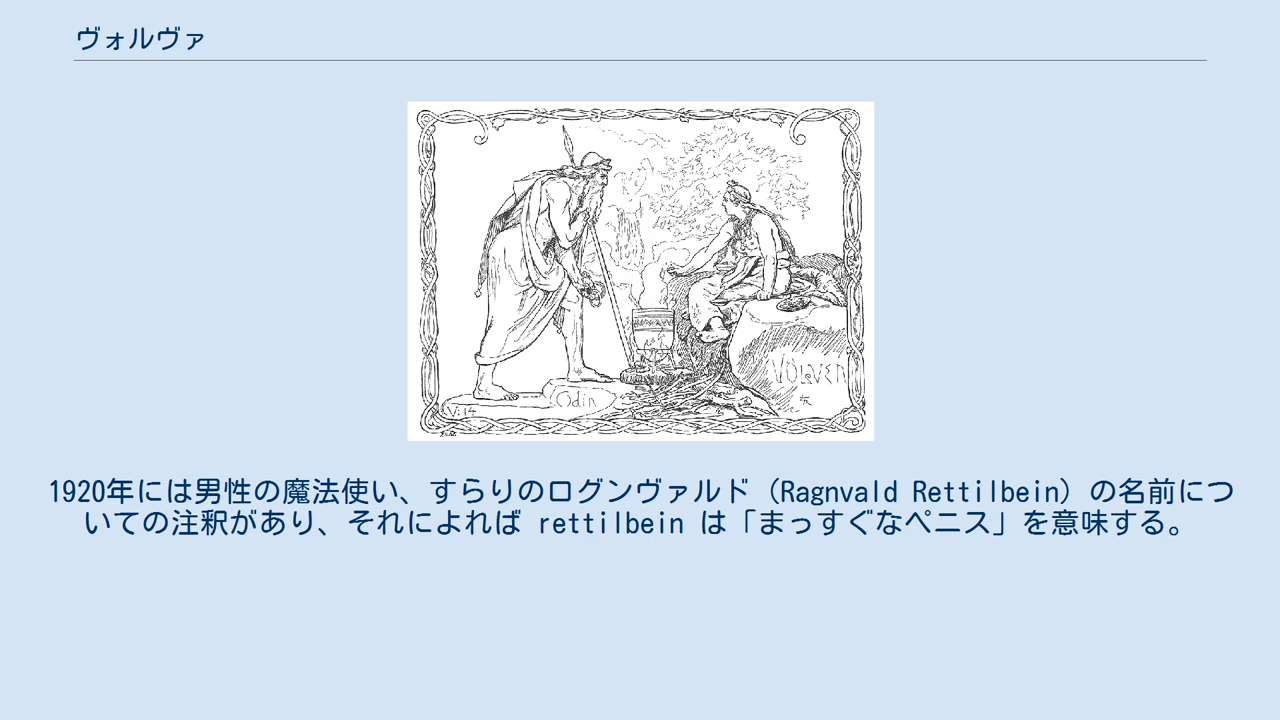 ヴォルヴァ
V:14
Odin
VÖLVEN
1920年には男性の魔法使い、すらりのログンヴァルド (Ragnvald Rettilbein) の名前につ
いての注釈があり、それによれば rettilbein は「まっすぐなペニス」を意味する。